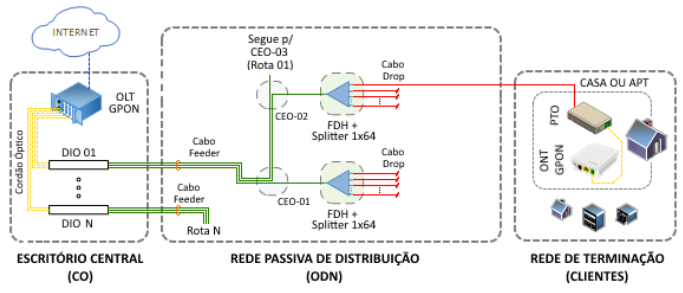 INTERNET
OLT
GPON
Cordão Óptico
DIO 01
DIO N
Cabo
Feeder
Cabo
Feeder
Rota N
ESCRITÓRIO CENTRAL
(CO)
Segue p/
CEO-03
(Rota 01)
CEO-02
CEO-01
Cabo
Drop
FDH +
Splitter 1x64
Cabo
Drop
FDH +
Splitter 1x64
REDE PASSIVA DE DISTRIBUIÇÃO
(ODN)
CASA OU APT
PTO
ONT
GPON
REDE DE TERMINAÇÃO
(CLIENTES)